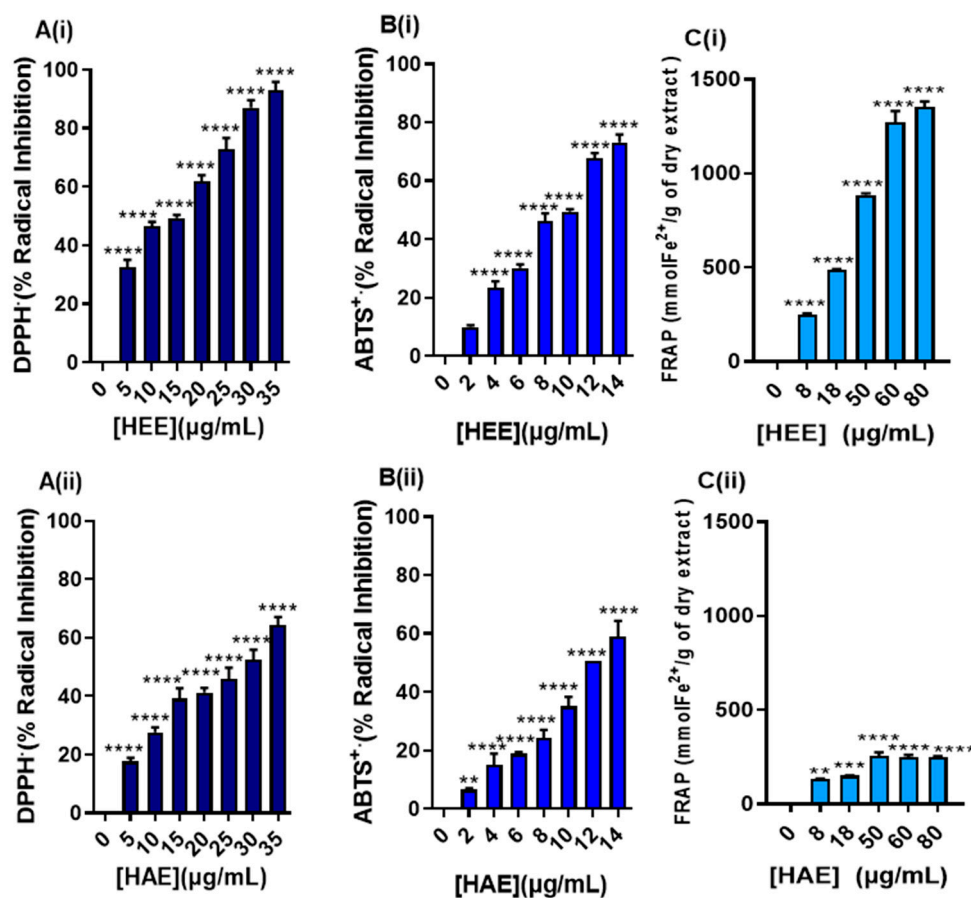 A(i)
DPPH·(% Radical Inhibition)
100
80
60
40
20
0
**** **** **** **** **** **** ****
0 5 10 15 20 25 30 35
[HEE](µg/mL)
B(i)
ABTS+·(% Radical Inhibition)
100
80
60
40
20
0
**** **** **** **** **** ****
0 2 4 6 8 10 12 14
[HEE](µg/mL)
C(i)
FRAP (mmolFe2+/g of dry extract)
1500
1000
500
0
**** **** **** **** ****
0 8 18 50 60 80
[HEE] (µg/mL)
A(ii)
DPPH·(% Radical Inhibition)
100
80
60
40
20
0
**** **** **** **** **** **** ****
0 5 10 15 20 25 30 35
[HAE](µg/mL)
B(ii)
ABTS+·(% Radical Inhibition)
100
80
60
40
20
0
** **** **** **** **** **** ****
0 2 4 6 8 10 12 14
[HAE](µg/mL)
C(ii)
FRAP (mmolFe2+/g of dry extract)
1500
1000
500
0
** *** **** **** ****
0 8 18 50 60 80
[HAE] (µg/mL)